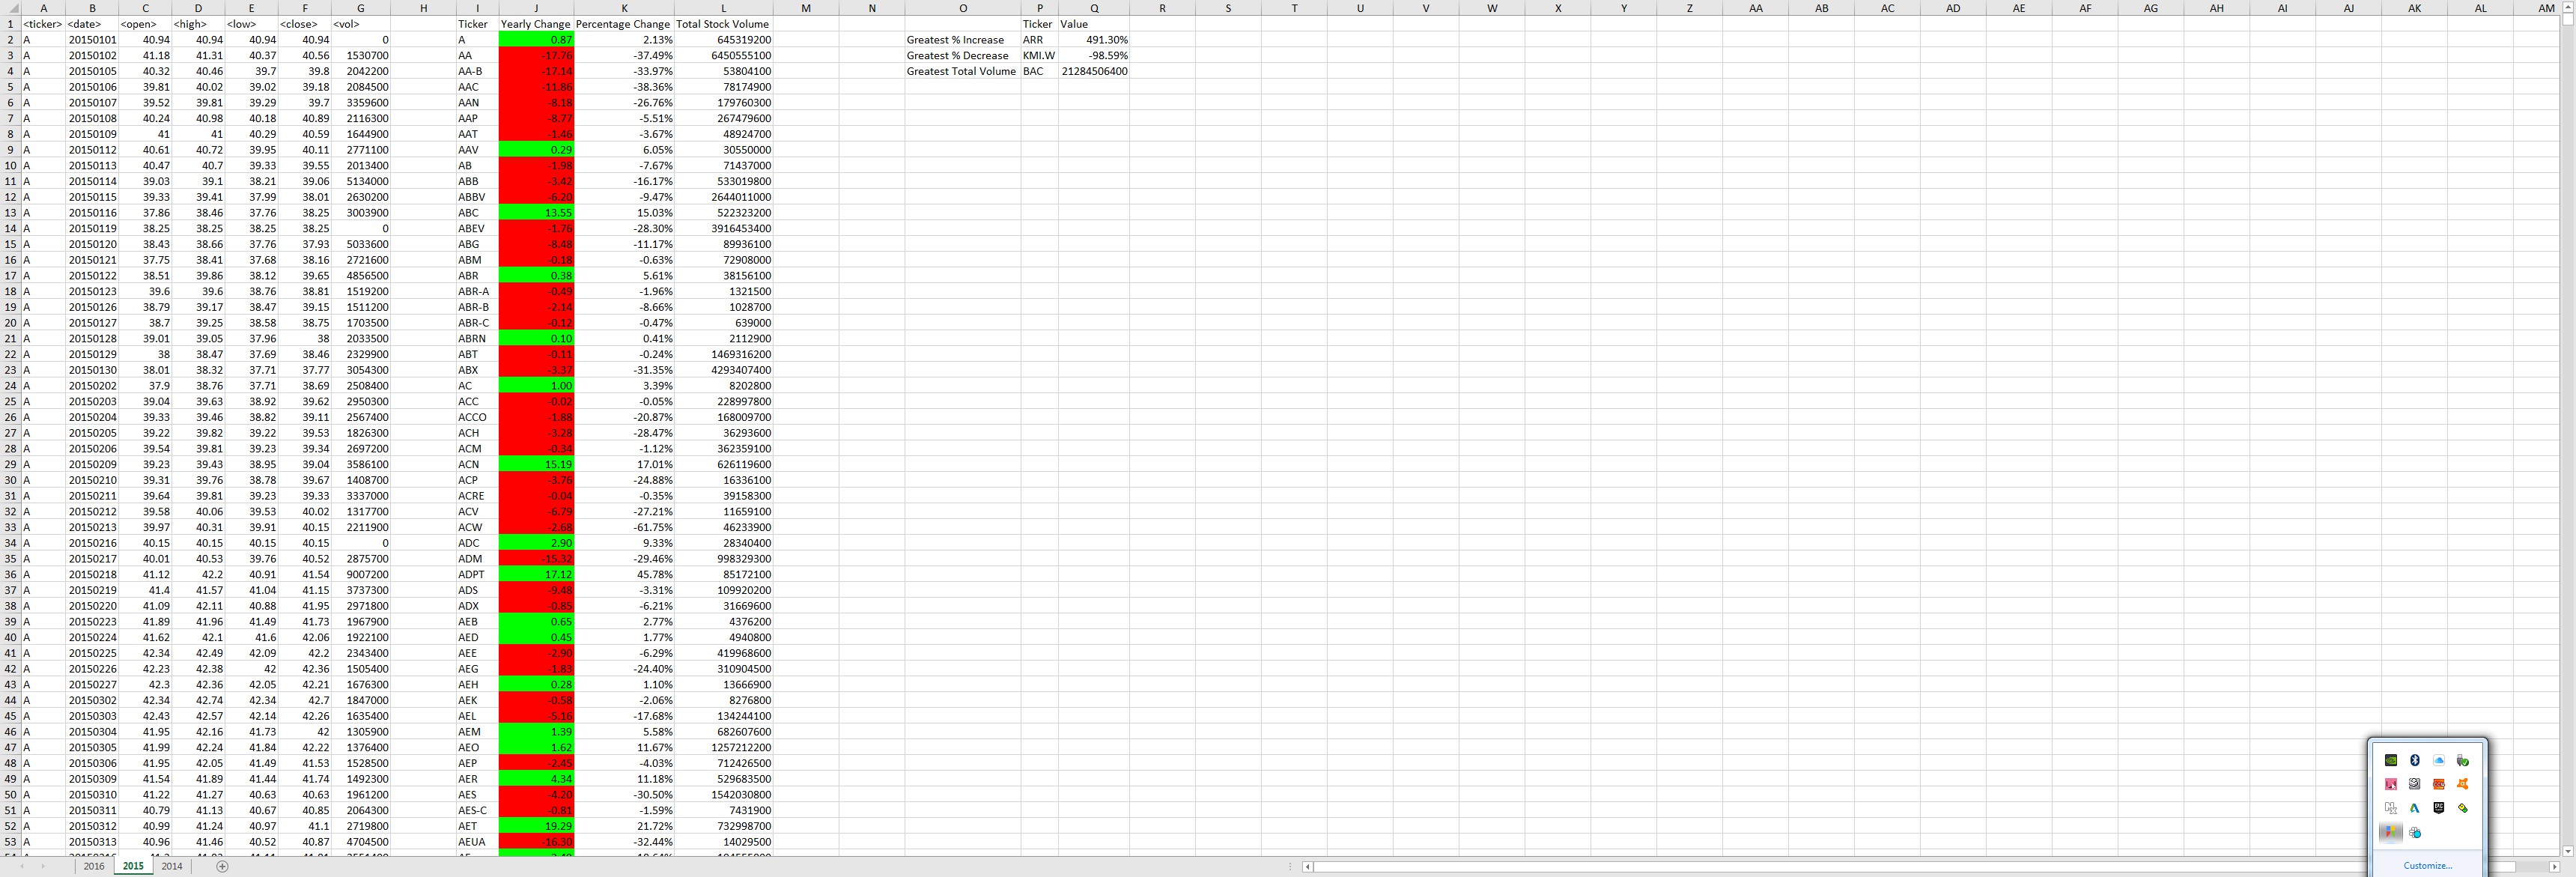 A B C D E F G H I J K L M N O P Q R S T U V W X Y Z AA AB AC AD AE AF AG AH AI AJ AK AL AM
1 <ticker> <date> <open> <high> <low> <close> <vol> Ticker Yearly Change Percentage Change Total Stock Volume Ticker Value
2 A 20150101 40.94 40.94 40.94 40.94 0 A 0.87 2.13% 645319200 Greatest % Increase ARR 491.30%
3 A 20150102 41.18 41.31 40.37 40.56 1530700 AA -17.76 -37.49% 6450555100 Greatest % Decrease KMI.W -98.59%
4 A 20150105 40.32 40.46 39.7 39.8 2042200 AA-B -17.14 -33.97% 53804100 Greatest Total Volume BAC 21284506400
5 A 20150106 39.81 40.02 39.02 39.18 2084500 AAC -11.86 -38.36% 78174900
6 A 20150107 39.52 39.81 39.29 39.7 3359600 AAN -8.18 -26.76% 179760300
7 A 20150108 40.24 40.98 40.18 40.89 2116300 AAP -8.77 -5.51% 267479600
8 A 20150109 41 41 40.29 40.59 1644900 AAT -1.46 -3.67% 48924700
9 A 20150112 40.61 40.72 39.95 40.11 2771100 AAV 0.29 6.05% 30550000
10 A 20150113 40.47 40.7 39.33 39.55 2013400 AB -1.98 -7.67% 71437000
11 A 20150114 39.03 39.1 38.21 39.06 5134000 ABB -3.42 -16.17% 533019800
12 A 20150115 39.33 39.41 37.99 38.01 2630200 ABBV -6.20 -9.47% 2644011000
13 A 20150116 37.86 38.46 37.76 38.25 3003900 ABC 13.55 15.03% 522323200
14 A 20150119 38.25 38.25 38.25 38.25 0 ABEV -1.76 -28.30% 3916453400
15 A 20150120 38.43 38.66 37.76 37.93 5033600 ABG -8.48 -11.17% 89936100
16 A 20150121 37.75 38.41 37.68 38.16 2721600 ABM -0.18 -0.63% 72908000
17 A 20150122 38.51 39.86 38.12 39.65 4856500 ABR 0.38 5.61% 38156100
18 A 20150123 39.6 39.6 38.76 38.81 1519200 ABR-A -0.49 -1.96% 1321500
19 A 20150126 38.79 39.17 38.47 39.15 1511200 ABR-B -2.14 -8.66% 1028700
20 A 20150127 38.7 39.25 38.58 38.75 1703500 ABR-C -0.12 -0.47% 639000
21 A 20150128 39.01 39.05 37.96 38 2033500 ABRN 0.10 0.41% 2112900
22 A 20150129 38 38.47 37.69 38.46 2329900 ABT -0.11 -0.24% 1469316200
23 A 20150130 38.01 38.32 37.71 37.77 3054300 ABX -3.37 -31.35% 4293407400
24 A 20150202 37.9 38.76 37.71 38.69 2508400 AC 1.00 3.39% 8202800
25 A 20150203 39.04 39.63 38.92 39.62 2950300 ACC -0.02 -0.05% 228997800
26 A 20150204 39.33 39.46 38.82 39.11 2567400 ACCO -1.88 -20.87% 168009700
27 A 20150205 39.22 39.82 39.22 39.53 1826300 ACH -3.28 -28.47% 36293600
28 A 20150206 39.54 39.81 39.23 39.34 2697200 ACM -0.34 -1.12% 362359100
29 A 20150209 39.23 39.43 38.95 39.04 3586100 ACN 15.19 17.01% 626119600
30 A 20150210 39.31 39.76 38.78 39.67 1408700 ACP -3.76 -24.88% 16336100
31 A 20150211 39.64 39.81 39.23 39.33 3337000 ACRE -0.04 -0.35% 39158300
32 A 20150212 39.58 40.06 39.53 40.02 1317700 ACV -6.79 -27.21% 11659100
33 A 20150213 39.97 40.31 39.91 40.15 2211900 ACW -2.68 -61.75% 46233900
34 A 20150216 40.15 40.15 40.15 40.15 0 ADC 2.90 9.33% 28340400
35 A 20150217 40.01 40.53 39.76 40.52 2875700 ADM -15.32 -29.46% 998329300
36 A 20150218 41.12 42.2 40.91 41.54 9007200 ADPT 17.12 45.78% 85172100
37 A 20150219 41.4 41.57 41.04 41.15 3737300 ADS -9.48 -3.31% 109920200
38 A 20150220 41.09 42.11 40.88 41.95 2971800 ADX -0.85 -6.21% 31669600
39 A 20150223 41.89 41.96 41.49 41.73 1967900 AEB 0.65 2.77% 4376200
40 A 20150224 41.62 42.1 41.6 42.06 1922100 AED 0.45 1.77% 4940800
41 A 20150225 42.34 42.49 42.09 42.2 2343400 AEE -2.90 -6.29% 419968600
42 A 20150226 42.23 42.38 42 42.36 1505400 AEG -1.83 -24.40% 310904500
43 A 20150227 42.3 42.36 42.05 42.21 1676300 AEH 0.28 1.10% 13666900
44 A 20150302 42.34 42.74 42.34 42.7 1847000 AEK -0.58 -2.06% 8276800
45 A 20150303 42.43 42.57 42.14 42.26 1635400 AEL -5.16 -17.68% 134244100
46 A 20150304 41.95 42.16 41.73 42 1305900 AEM 1.39 5.58% 682607600
47 A 20150305 41.99 42.24 41.84 42.22 1376400 AEO 1.62 11.67% 1257212200
48 A 20150306 41.95 42.05 41.49 41.53 1528500 AEP -2.45 -4.03% 712426500
49 A 20150309 41.54 41.89 41.44 41.74 1492300 AER 4.34 11.18% 529683500
50 A 20150310 41.22 41.27 40.63 40.63 1961200 AES -4.20 -30.50% 1542030800
51 A 20150311 40.79 41.13 40.67 40.85 2064300 AES-C -0.81 -1.59% 7431900
52 A 20150312 40.99 41.24 40.97 41.1 2719800 AET 19.29 21.72% 732998700
53 A 20150313 40.96 41.46 40.52 40.87 4704500 AEUA -16.30 -32.44% 14029500
2016 2015 2014
Customize...